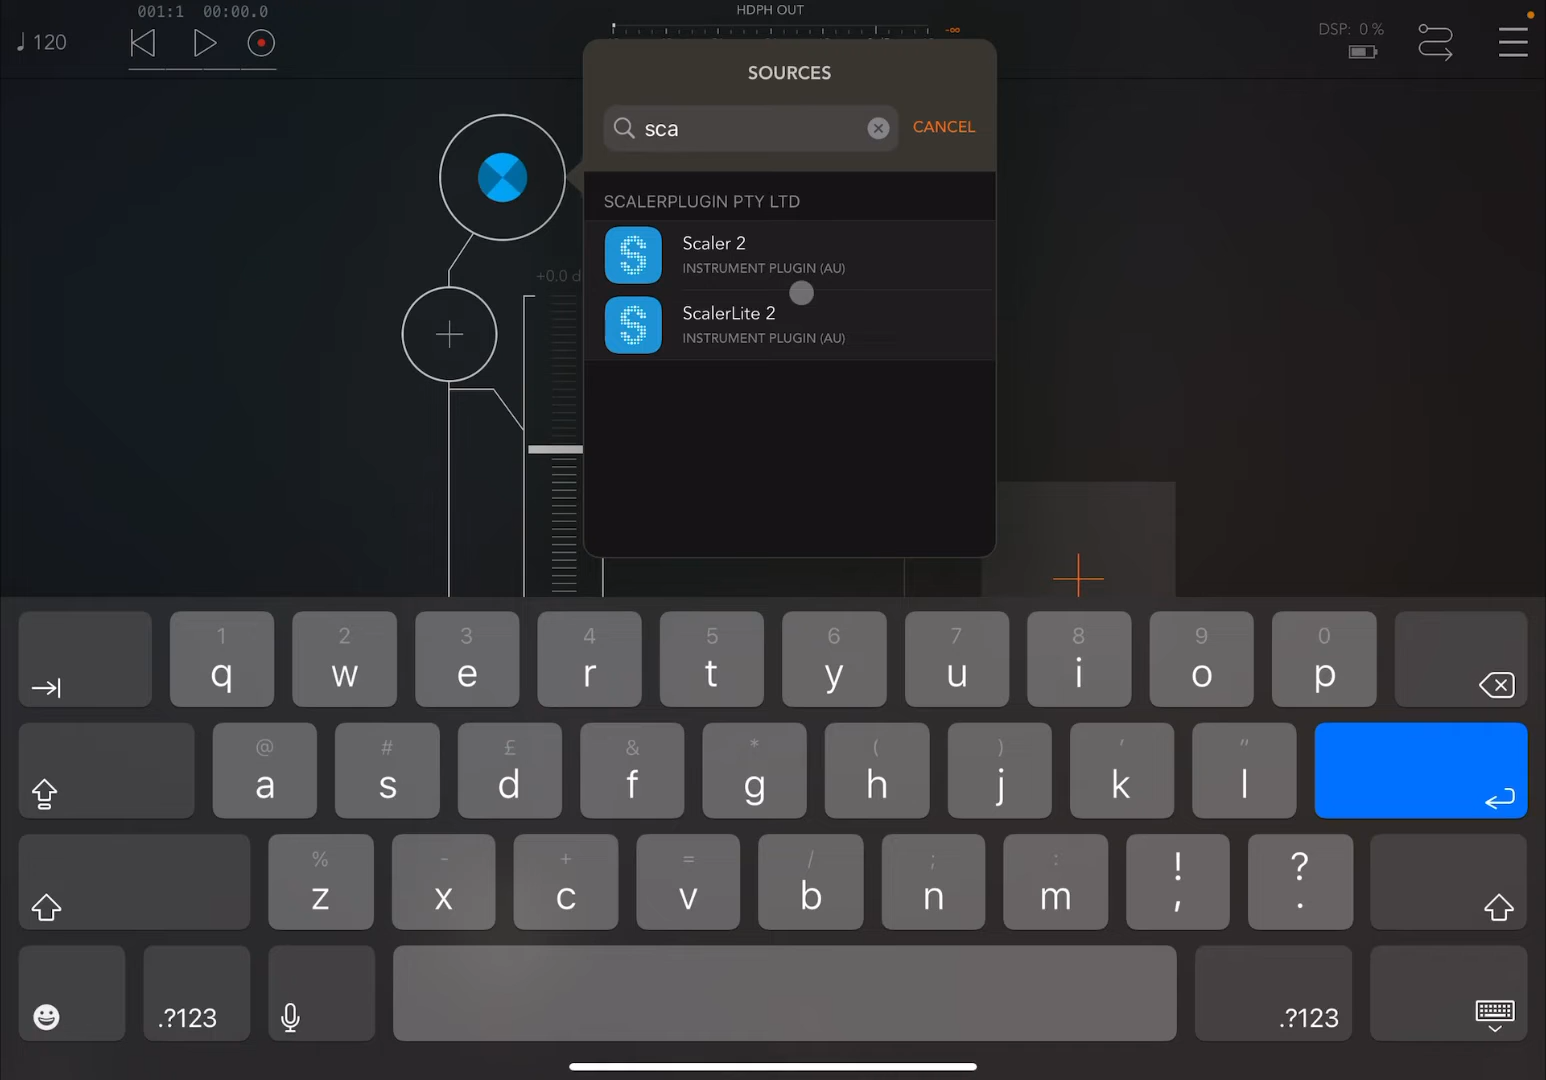 001:1 00:00.0
♩ 120
HDPH OUT
-∞
DSP: 0 %
SOURCES
sca
CANCEL
SCALERPLUGIN PTY LTD
S
Scaler 2
INSTRUMENT PLUGIN (AU)
S
ScalerLite 2
INSTRUMENT PLUGIN (AU)
+0.0 d
1 2 3 4 5 6 7 8 9 0
q w e r t y u i o p
@ # £ & * ( ) ' "
a s d f g h j k l
% - + = / ; : ! ?
z x c v b n m , .
.?123 .?123